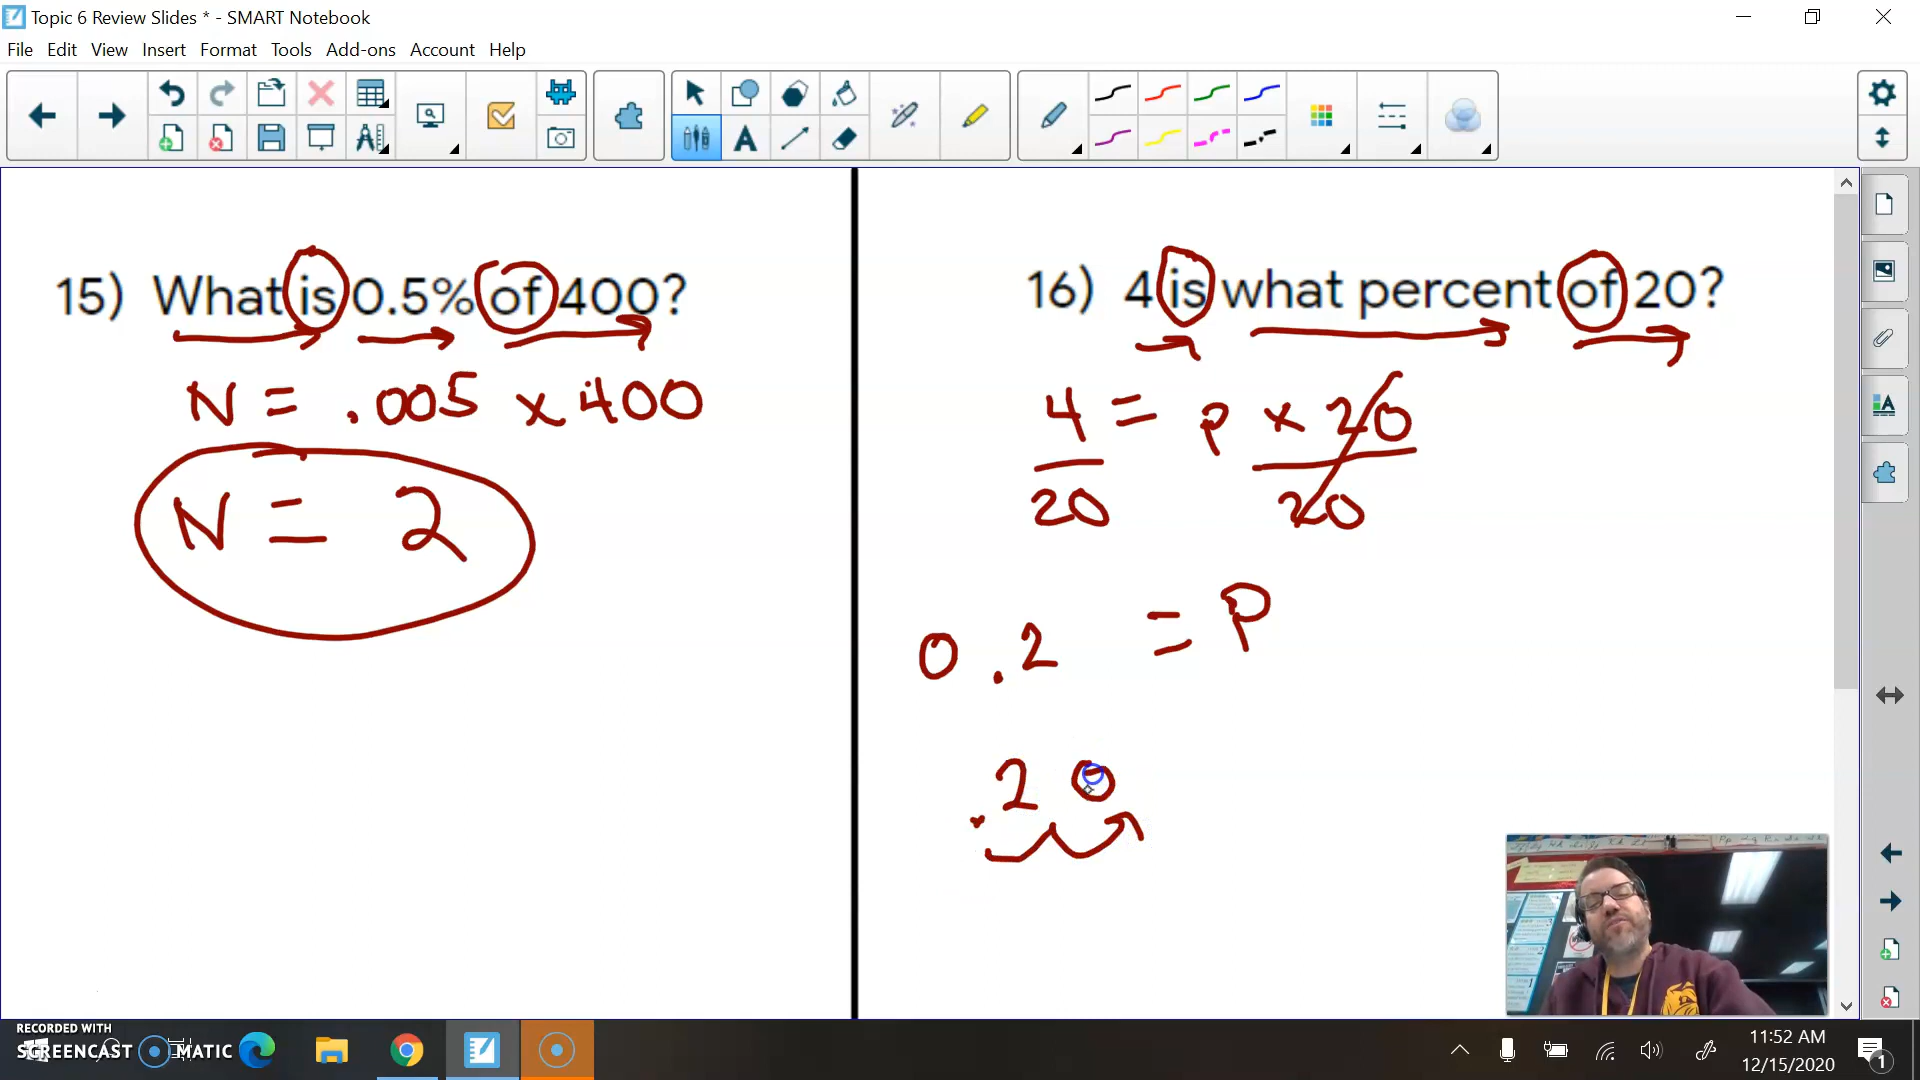 Topic 6 Review Slides * - SMART Notebook
File Edit View Insert Format Tools Add-ons Account Help
15) What is 0.5% of 400?
N = .005 x 400
N = 2
16) 4 is what percent of 20?
4 = p x 20
20 20
0.2 = P
.20
RECORDED WITH
SCREENCAST MATIC
11:52 AM
12/15/2020
1